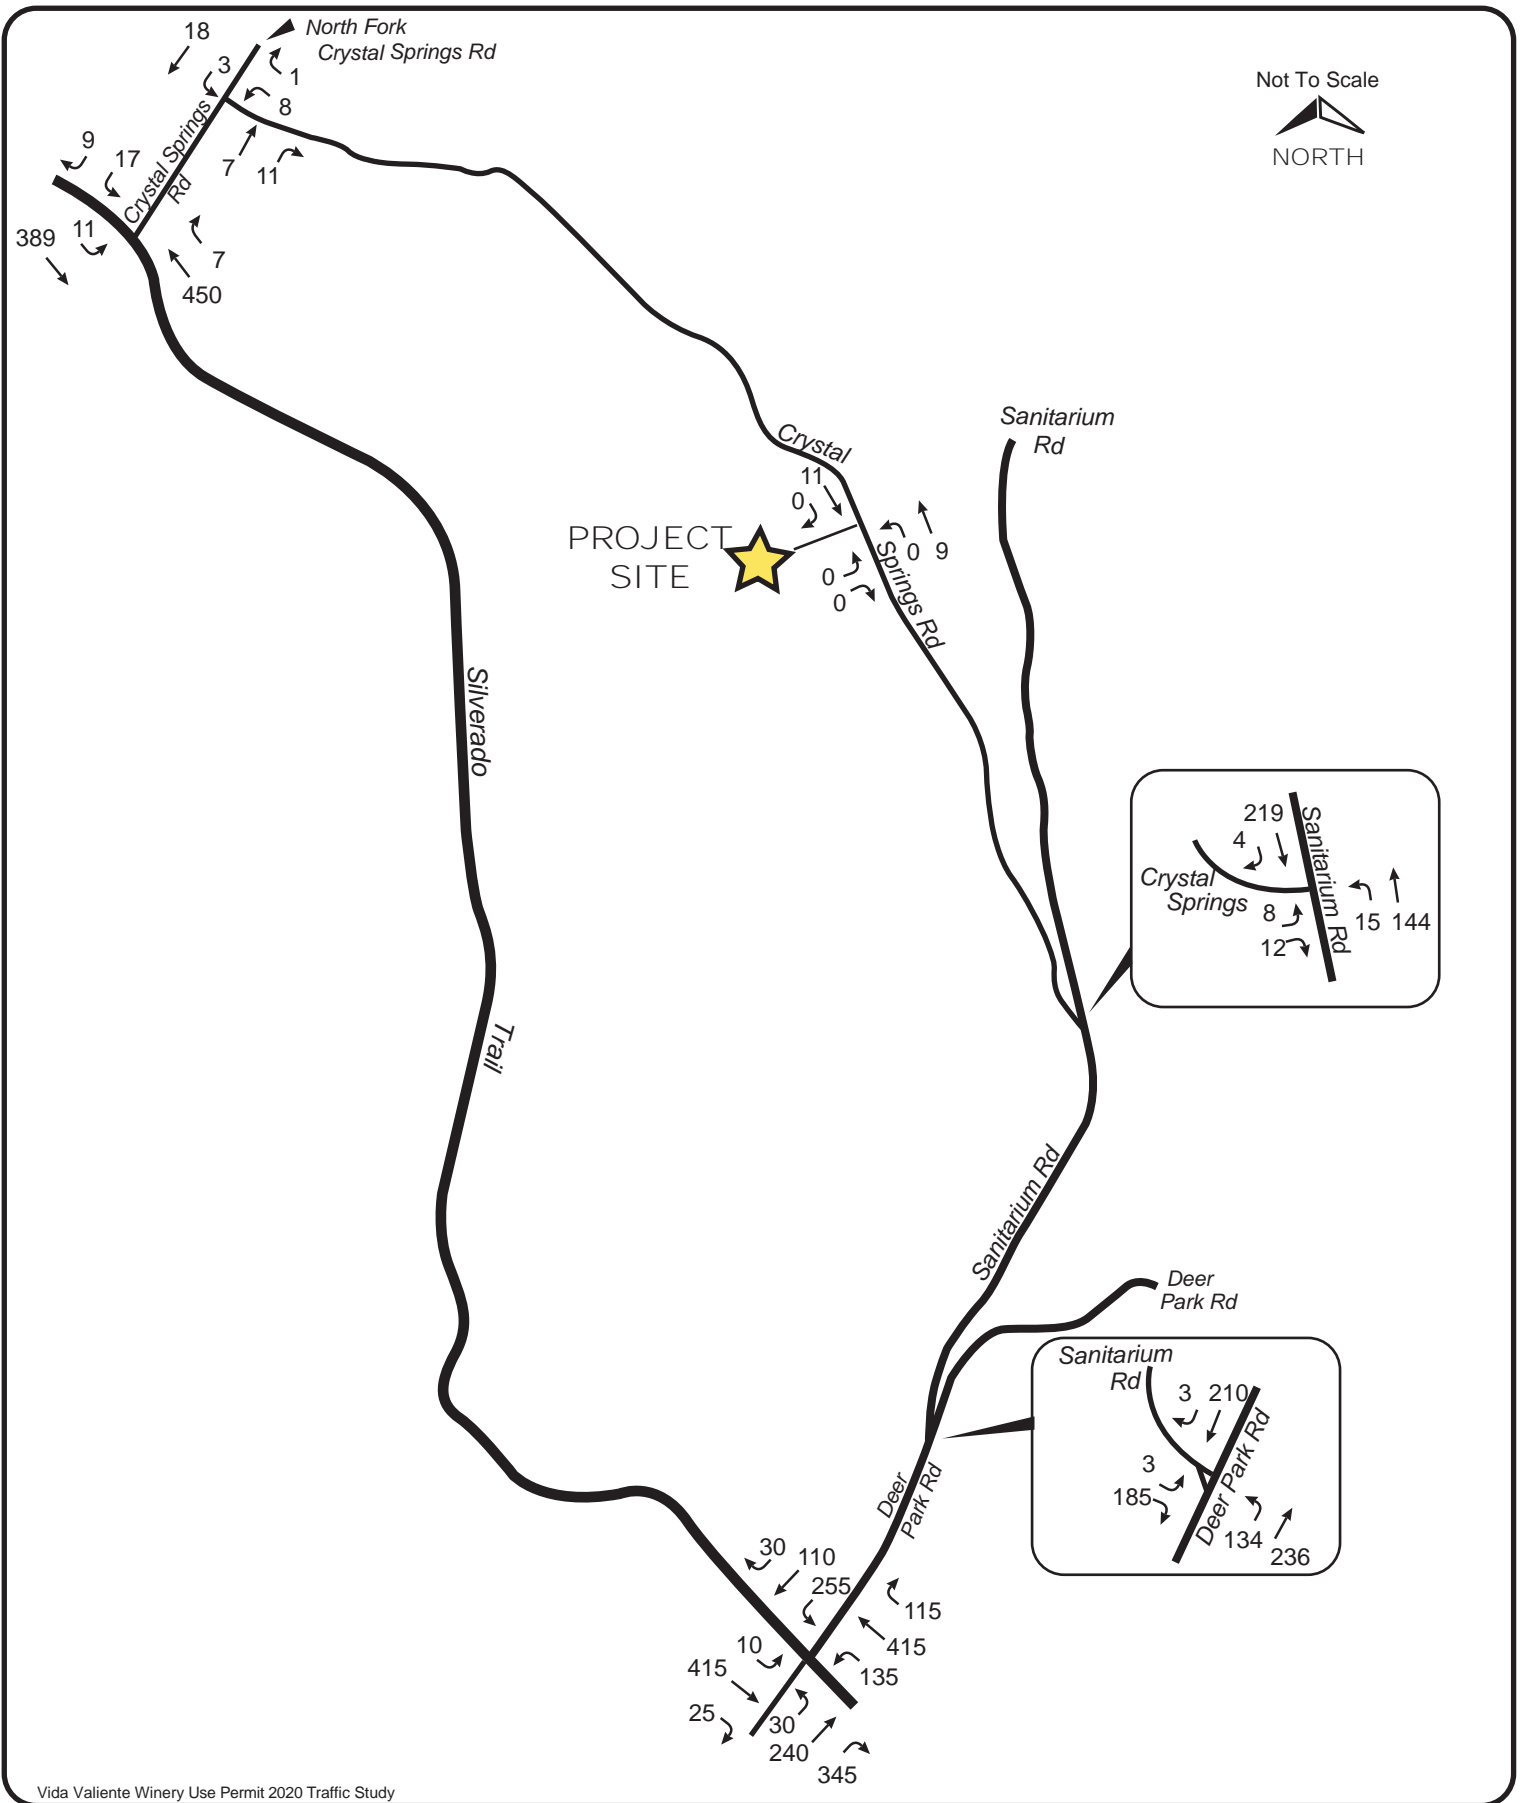 18
North Fork
Crystal Springs Rd
3
1
8
Crystal Springs
Rd
7
11
9
17
389
11
7
450
Not To Scale
NORTH
Sanitarium
Rd
Crystal
Springs Rd
11
0
0
9
0
0
PROJECT
SITE
Silverado
Trail
219
4
Sanitarium Rd
Crystal
Springs
8
12
15
144
Sanitarium Rd
Deer
Park Rd
Sanitarium
Rd
3
210
3
185
Deer Park Rd
134
236
Deer
Park Rd
30
110
255
115
415
135
10
415
25
30
240
345
Vida Valiente Winery Use Permit 2020 Traffic Study